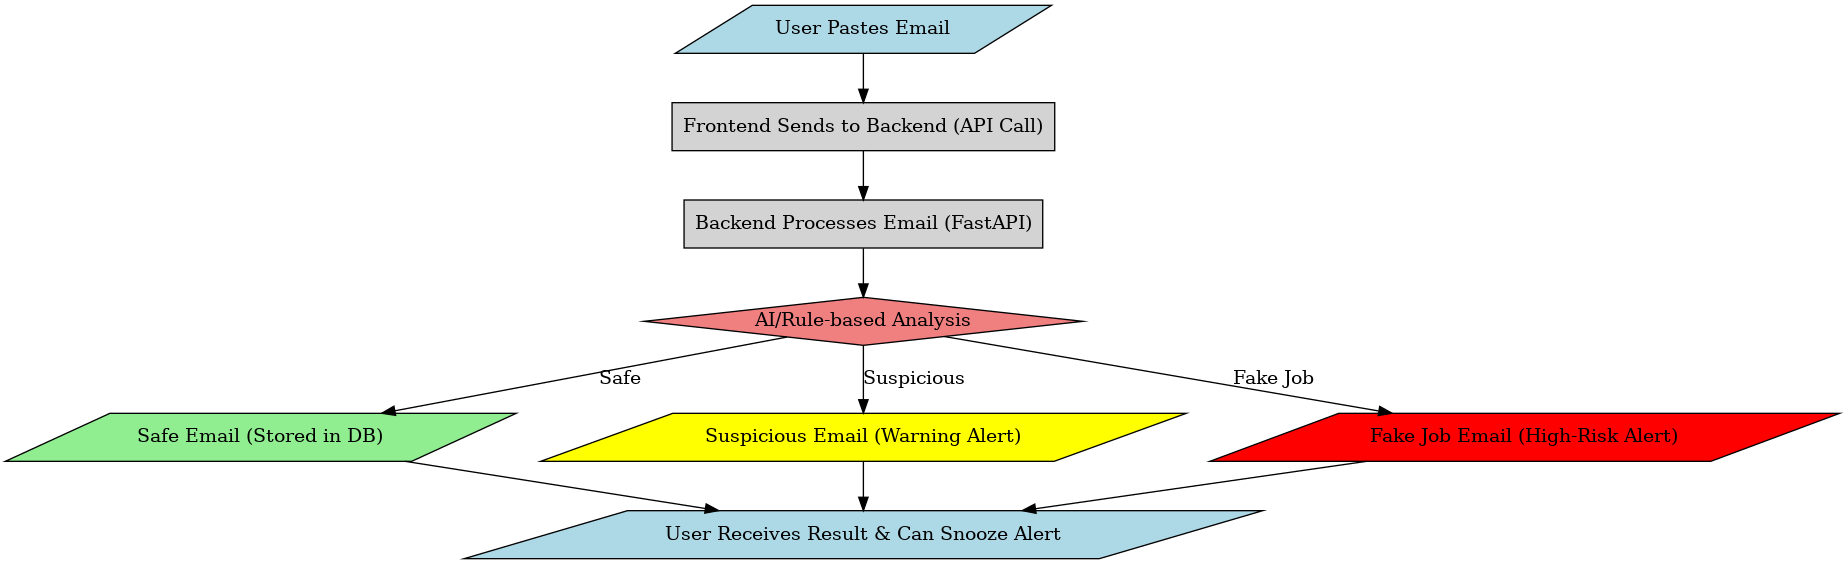 User Pastes Email
Frontend Sends to Backend (API Call)
Backend Processes Email (FastAPI)
AI/Rule-based Analysis
Safe
Suspicious
Fake Job
Safe Email (Stored in DB)
Suspicious Email (Warning Alert)
Fake Job Email (High-Risk Alert)
User Receives Result & Can Snooze Alert